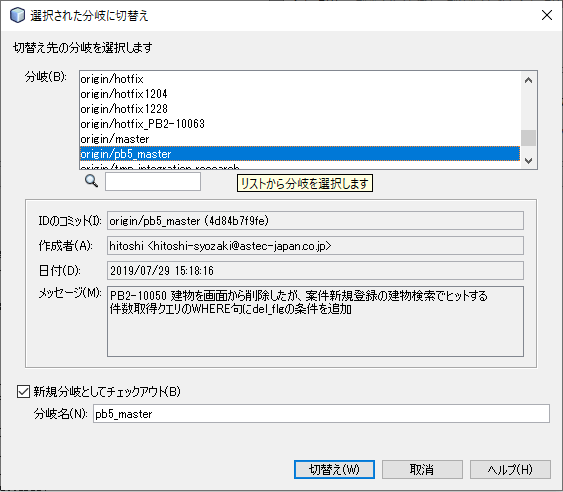 選択された分岐に切替え
切替え先の分岐を選択します
分岐(B):
origin/hotfix
origin/hotfix1204
origin/hotfix1228
origin/hotfix_PB2-10063
origin/master
origin/pb5_master
origin/tmp_integration_research
リストから分岐を選択します
IDのコミット(I): origin/pb5_master (4d84b7f9fe)
作成者(A): hitoshi <hitoshi-syozaki@astec-japan.co.jp>
日付(D): 2019/07/29 15:18:16
メッセージ(M): PB2-10050 建物を画面から削除したが、案件新規登録の建物検索でヒットする
件数取得クエリのWHERE句にdel_flgの条件を追加
新規分岐としてチェックアウト(B)
分岐名(N): pb5_master
切替え(W) 取消 ヘルプ(H)